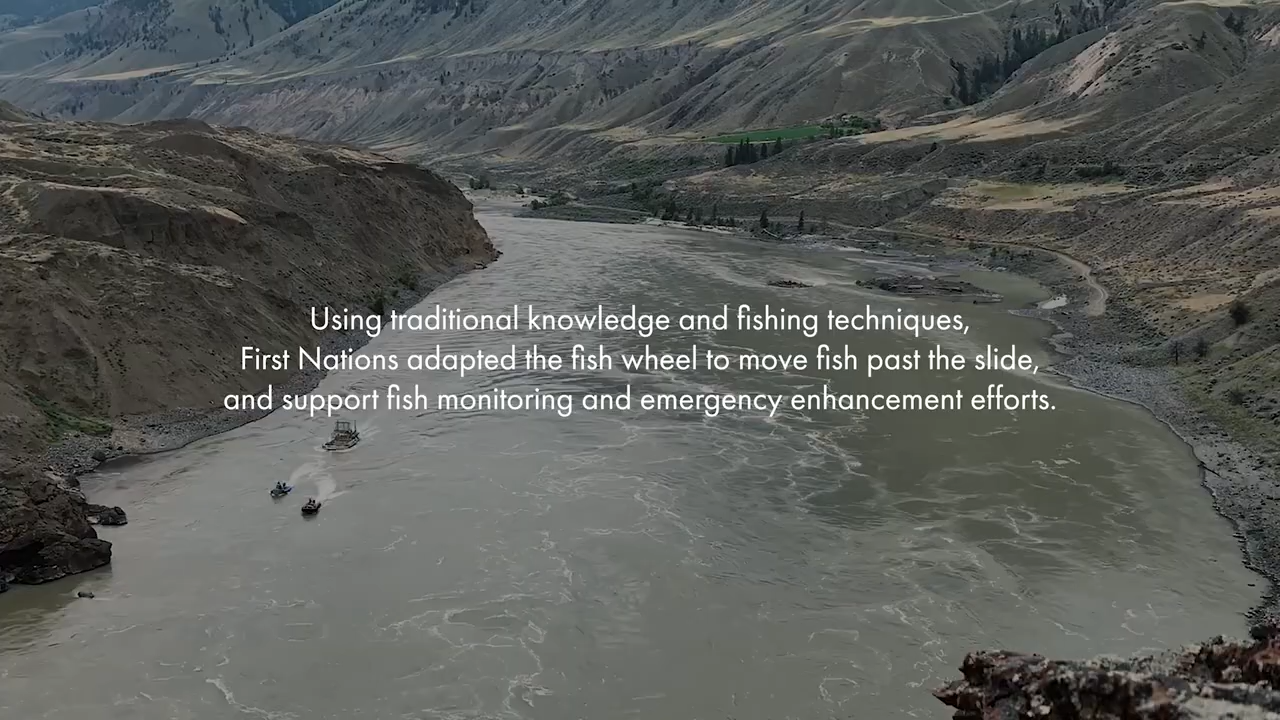 Using traditional knowledge and fishing techniques,
First Nations adapted the fish wheel to move fish past the slide,
and support fish monitoring and emergency enhancement efforts.